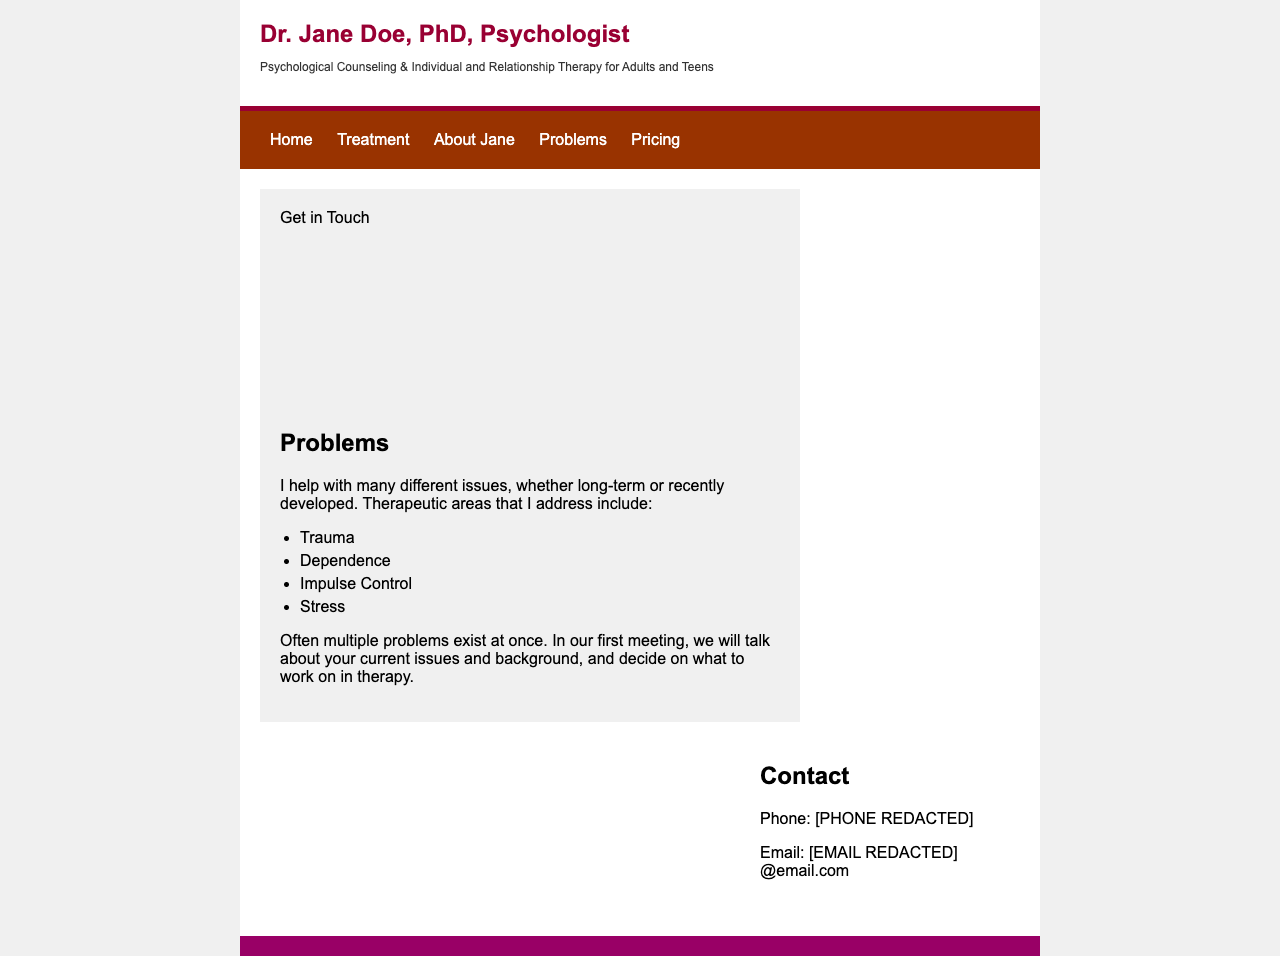 Dr. Jane Doe, PhD, Psychologist
Psychological Counseling & Individual and Relationship Therapy for Adults and Teens
Home Treatment About Jane Problems Pricing
Get in Touch
Problems
I help with many different issues, whether long-term or recently
developed. Therapeutic areas that I address include:
• Trauma
• Dependence
• Impulse Control
• Stress
Often multiple problems exist at once. In our first meeting, we will talk
about your current issues and background, and decide on what to
work on in therapy.
Contact
Phone: [PHONE REDACTED]
Email: [EMAIL REDACTED]
@email.com